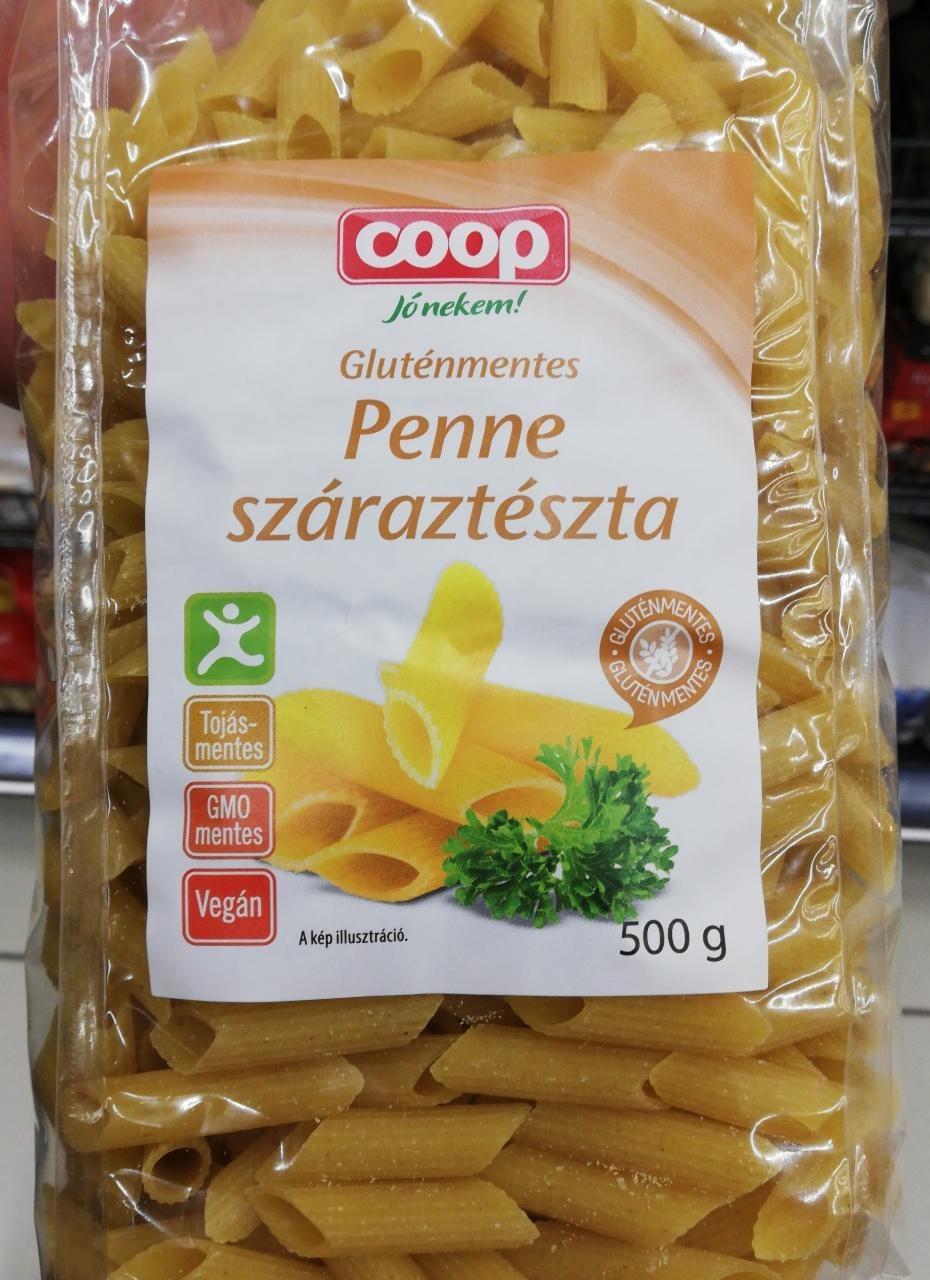 coop
Jó nekem!
Gluténmentes
Penne
száraztészta
GLUTÉNMENTES
GLUTÉNMENTES
Tojás-
mentes
GMO
mentes
Vegán
A kép illusztráció.
500 g